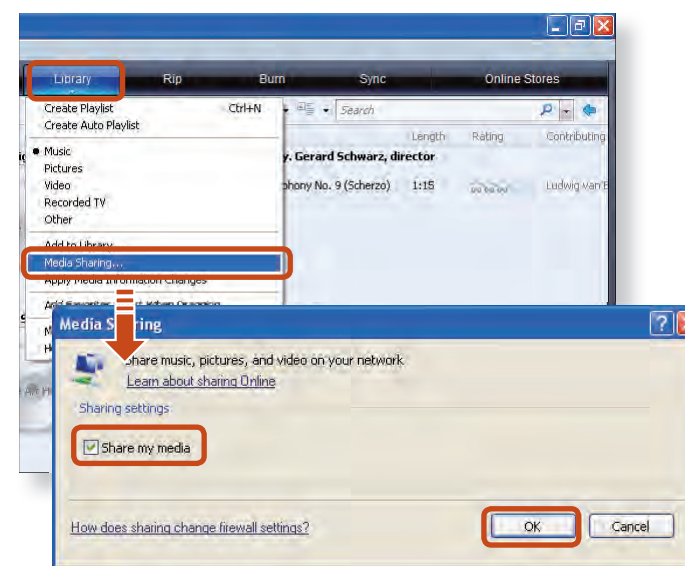 Library Rip Burn Sync Online Stores
Create Playlist Ctrl+N Search
Create Auto Playlist
Length Rating Contributing
Music
y. Gerard Schwarz, director
Pictures
Video phony No. 9 (Scherzo) 1:15 Ludwig van B
Recorded TV
Other
Add to Library
Media Sharing...
Apply Media Information Changes
Media Sharing
Share music, pictures, and video on your network
Learn about sharing Online
Sharing settings
Share my media
How does sharing change firewall settings? OK Cancel